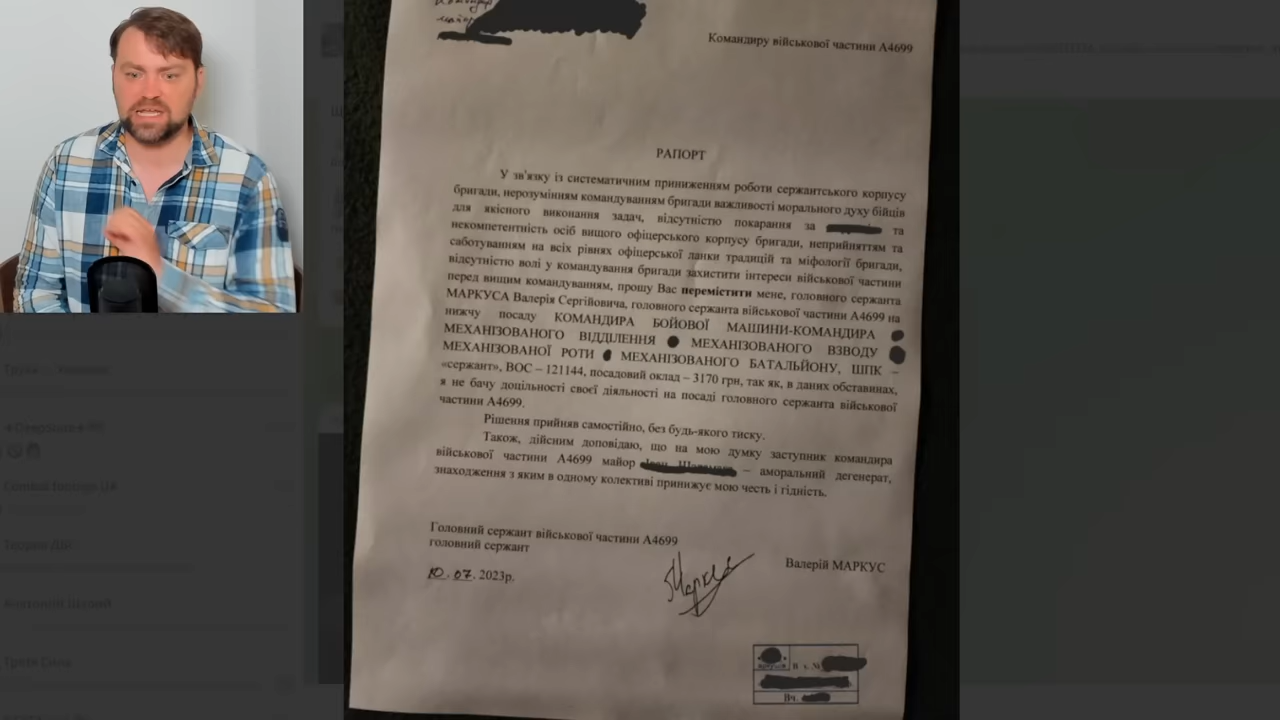 майор
Командиру військової частини А4699
РАПОРТ
У зв'язку із систематичним приниженням роботи сержантського корпусу
бригади, нерозумінням командуванням бригади важливості морального духу бійців
для якісного виконання задач, відсутністю покарання за та
некомпетентність осіб вищого офіцерського корпусу бригади, неприйняттям та
саботуванням на всіх рівнях офіцерської ланки традицій та міфології бригади,
відсутністю волі у командування бригади захистити інтереси військової частини
перед вищим командуванням, прошу Вас перемістити мене, головного сержанта
МАРКУСА Валерія Сергійовича, головного сержанта військової частини А4699 на
нижчу посаду КОМАНДИРА БОЙОВОЇ МАШИНИ-КОМАНДИРА
МЕХАНІЗОВАНОГО ВІДДІЛЕННЯ МЕХАНІЗОВАНОГО ВЗВОДУ
МЕХАНІЗОВАНОЇ РОТИ МЕХАНІЗОВАНОГО БАТАЛЬЙОНУ, ШПК –
«сержант», ВОС – 121144, посадовий оклад – 3170 грн, так як, в даних обставинах,
я не бачу доцільності своєї діяльності на посаді головного сержанта військової
частини А4699.
Рішення прийняв самостійно, без будь-якого тиску.
Також, дійсним доповідаю, що на мою думку заступник командира
військової частини А4699 майор – аморальний дегенерат,
знаходження з яким в одному колективі принижує мою честь і гідність.
Головний сержант військової частини А4699
головний сержант
Валерій МАРКУС
10.07.2023р.
Маркус
Вч.